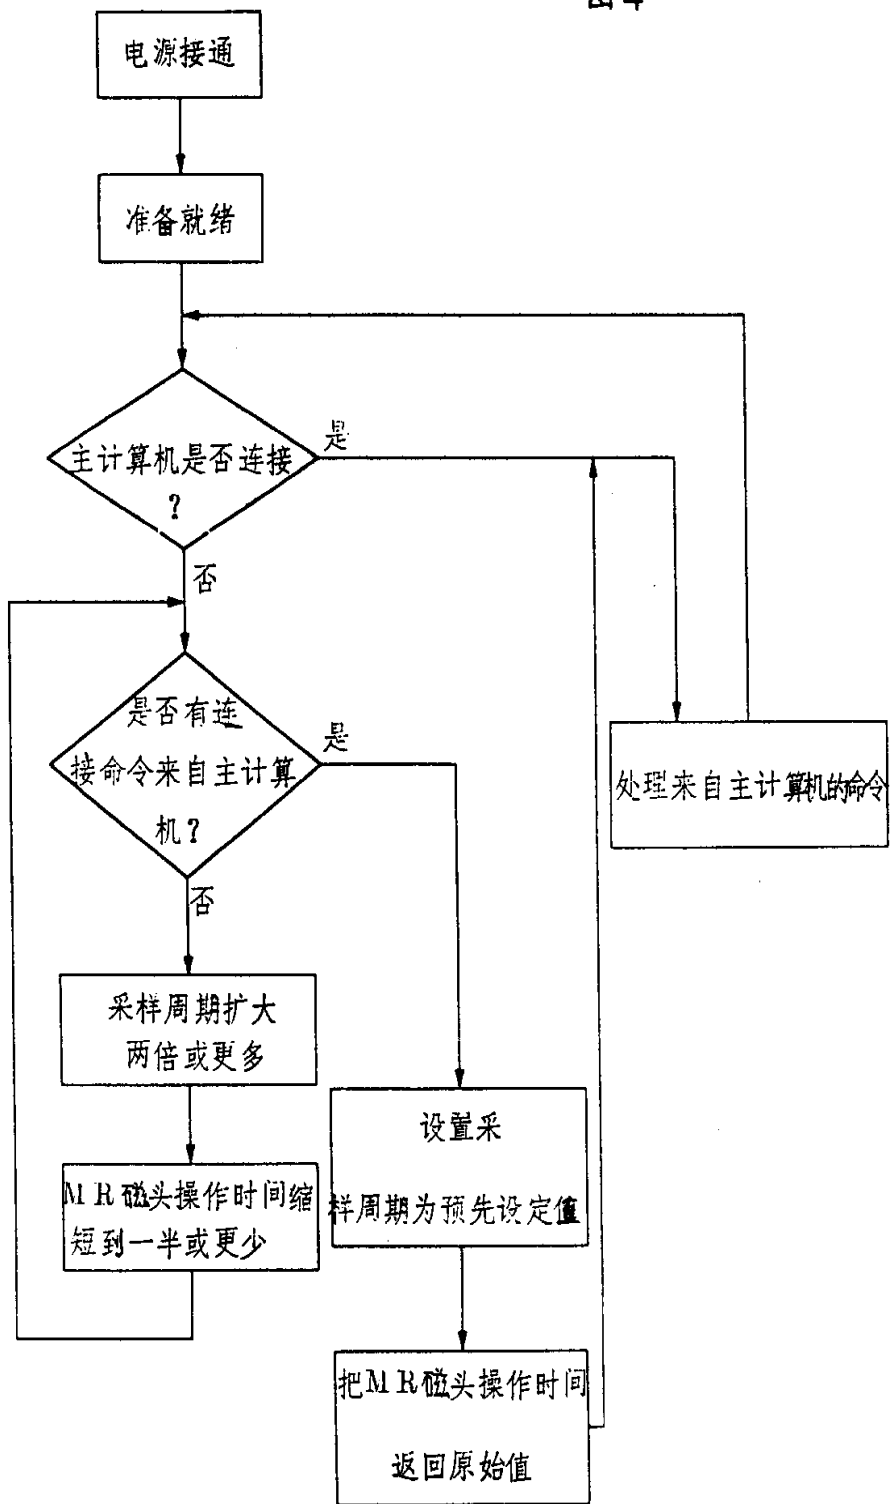 图4
电源接通
准备就绪
主计算机是否连接
?
是
否
是否有连
接命令来自主计算
机?
是
否
处理来自主计算机的命令
采样周期扩大
两倍或更多
MR磁头操作时间缩
短到一半或更少
设置采
样周期为预先设定值
把MR磁头操作时间
返回原始值